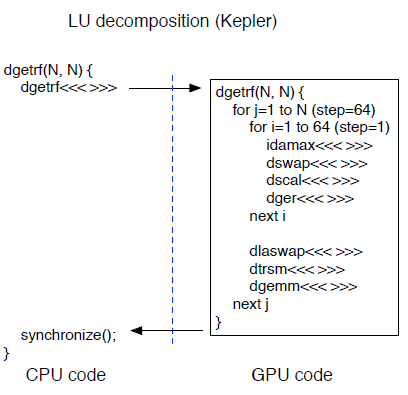 LU decomposition (Kepler)
dgetrf(N, N) {
dgetrf<<< >>>
dgetrf(N, N) {
for j=1 to N (step=64)
for i=1 to 64 (step=1)
idamax<<< >>>
dswap<<< >>>
dscal<<< >>>
dger<<< >>>
next i
dlaswap<<< >>>
dtrsm<<< >>>
dgemm<<< >>>
next j
}
synchronize();
}
CPU code
GPU code